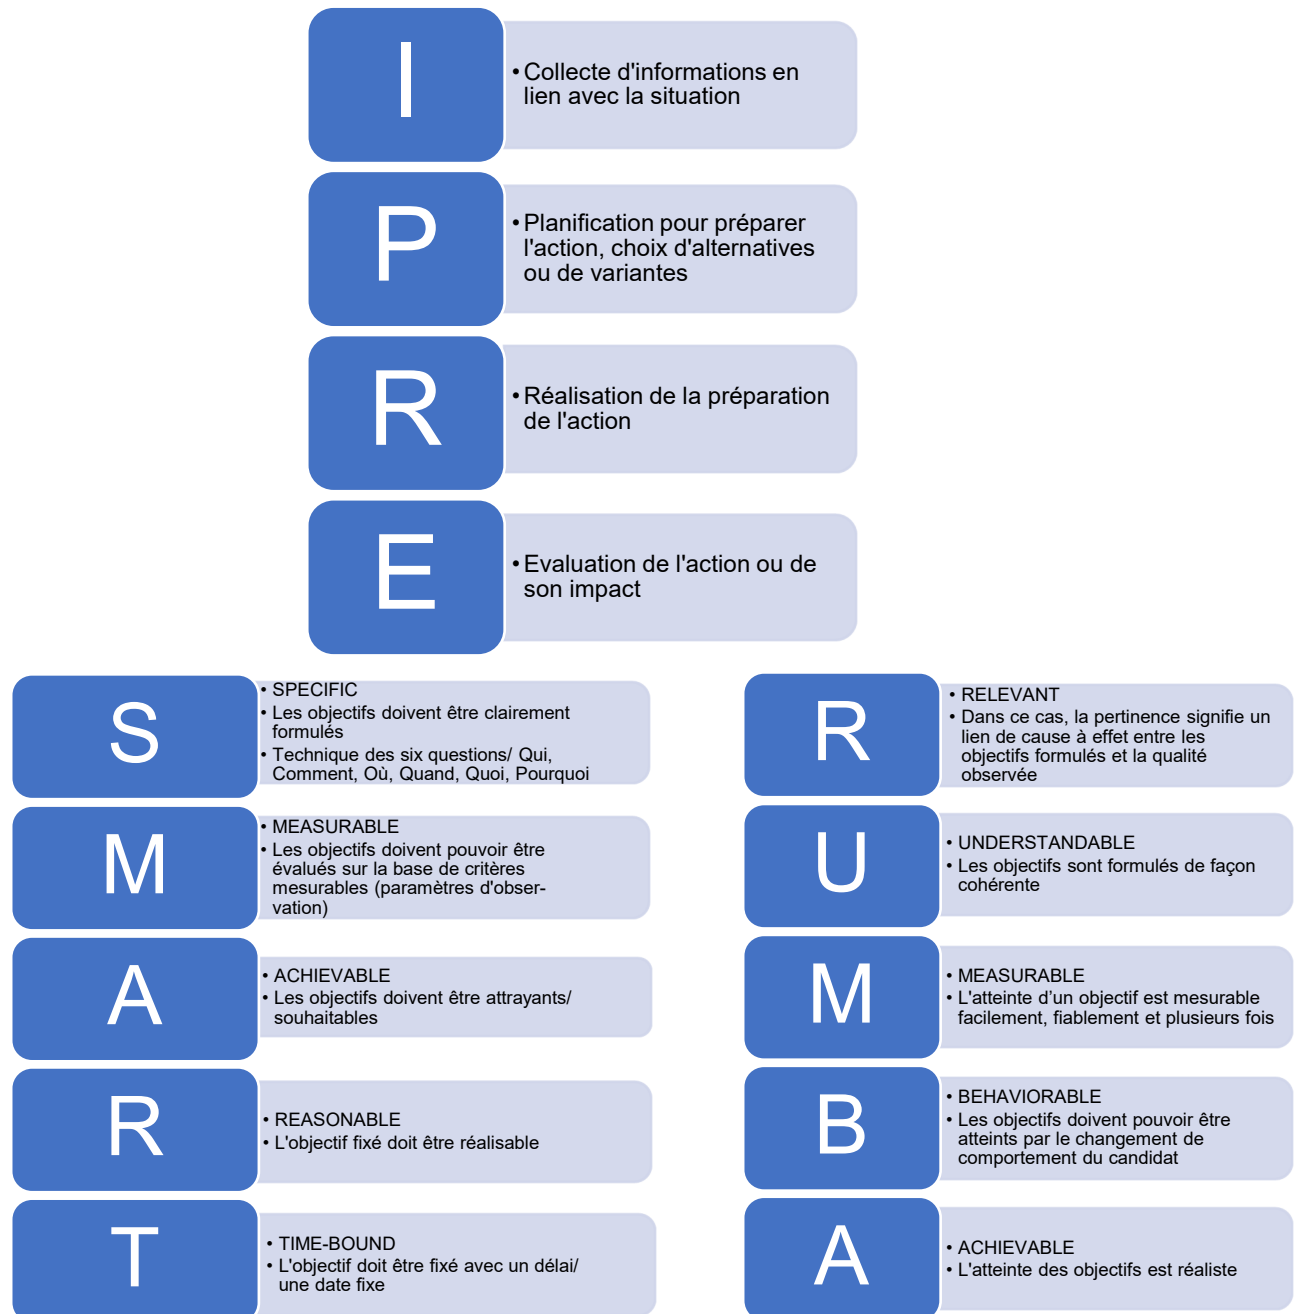 I
• Collecte d'informations en
lien avec la situation
P
• Planification pour préparer
l'action, choix d'alternatives
ou de variantes
R
• Réalisation de la préparation
de l'action
E
• Evaluation de l'action ou de
son impact
S
• SPECIFIC
• Les objectifs doivent être clairement
formulés
• Technique des six questions/ Qui,
Comment, Où, Quand, Quoi, Pourquoi
M
• MEASURABLE
• Les objectifs doivent pouvoir être
évalués sur la base de critères
mesurables (paramètres d'obser-
vation)
A
• ACHIEVABLE
• Les objectifs doivent être attrayants/
souhaitables
R
• REASONABLE
• L'objectif fixé doit être réalisable
T
• TIME-BOUND
• L'objectif doit être fixé avec un délai/
une date fixe
R
• RELEVANT
• Dans ce cas, la pertinence signifie un
lien de cause à effet entre les
objectifs formulés et la qualité
observée
U
• UNDERSTANDABLE
• Les objectifs sont formulés de façon
cohérente
M
• MEASURABLE
• L'atteinte d’un objectif est mesurable
facilement, fiablement et plusieurs fois
B
• BEHAVIORABLE
• Les objectifs doivent pouvoir être
atteints par le changement de
comportement du candidat
A
• ACHIEVABLE
• L'atteinte des objectifs est réaliste